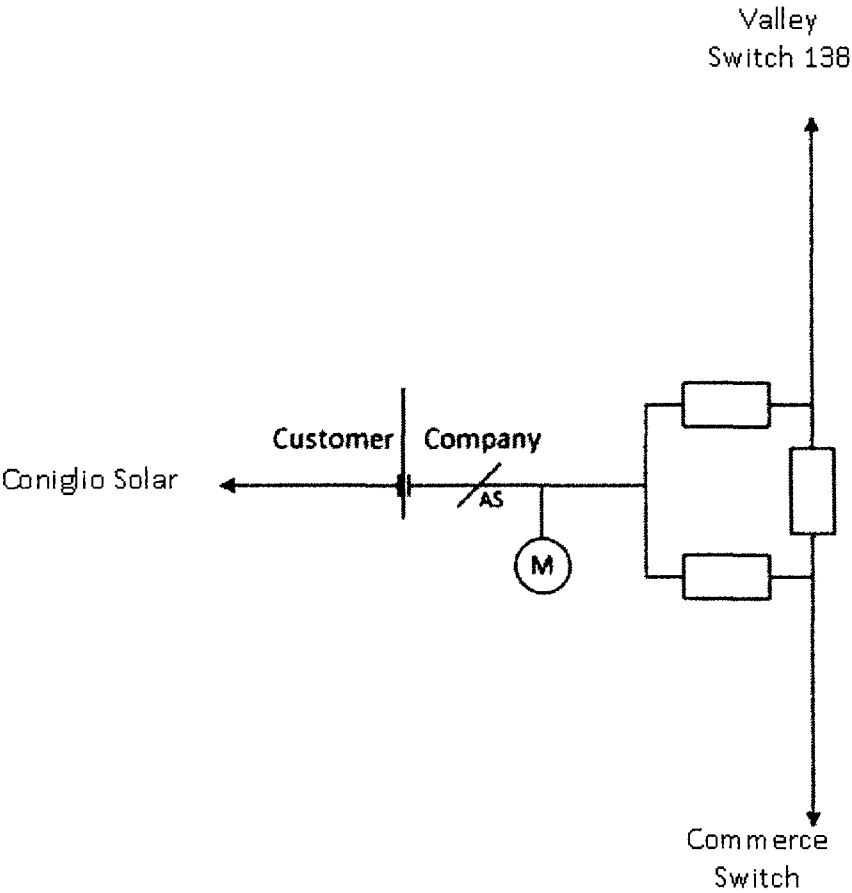 Valley
Switch 138
Customer
Company
Coniglio Solar
AS
M
Commerce
Switch